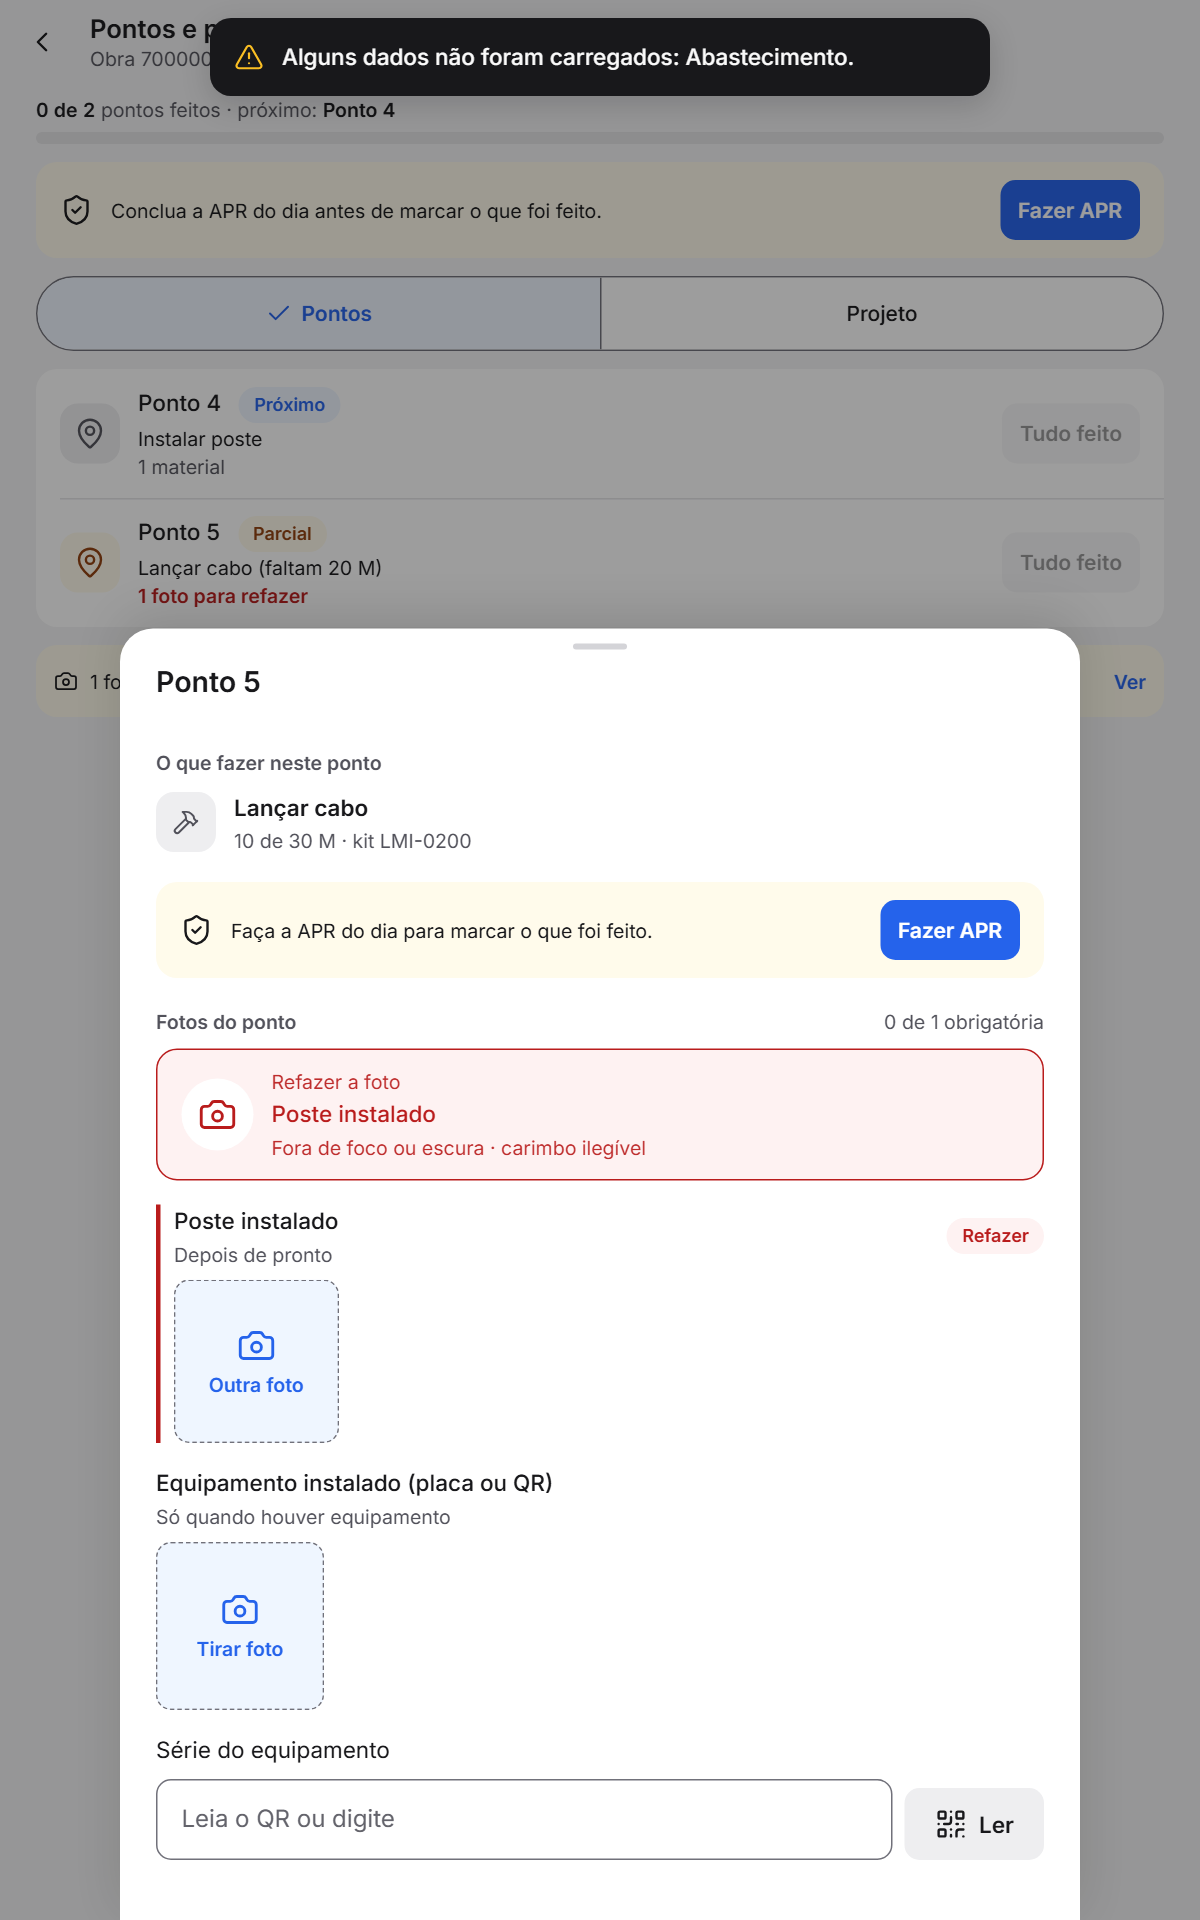 Pontos e
Obra 700000
Alguns dados não foram carregados: Abastecimento.
0 de 2 pontos feitos · próximo: Ponto 4
Conclua a APR do dia antes de marcar o que foi feito.
Fazer APR
Pontos
Projeto
Ponto 4
Próximo
Instalar poste
1 material
Tudo feito
Ponto 5
Parcial
Lançar cabo (faltam 20 M)
1 foto para refazer
Tudo feito
1 fo
Ver
Ponto 5
O que fazer neste ponto
Lançar cabo
10 de 30 M · kit LMI-0200
Faça a APR do dia para marcar o que foi feito.
Fazer APR
Fotos do ponto
0 de 1 obrigatória
Refazer a foto
Poste instalado
Fora de foco ou escura · carimbo ilegível
Poste instalado
Refazer
Depois de pronto
Outra foto
Equipamento instalado (placa ou QR)
Só quando houver equipamento
Tirar foto
Série do equipamento
Leia o QR ou digite
Ler